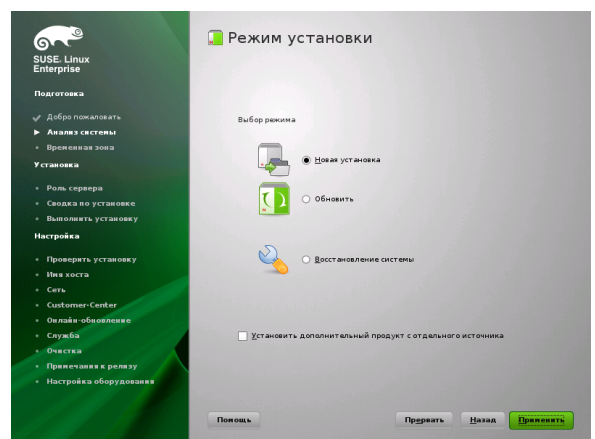 SUSE. Linux
Enterprise
Подготовка
Добро пожаловать
Анализ системы
Временная зона
Установка
Роль сервера
Сводка по установке
Выполнить установку
Настройка
Проверить установку
Имя хоста
Сеть
Customer-Center
Онлайн-обновление
Служба
Очистка
Примечания к релизу
Настройка оборудования
Режим установки
Выбор режима
Новая установка
Обновить
Восстановление системы
Установить дополнительный продукт с отдельного источника
Помощь
Прервать
Назад
Применить